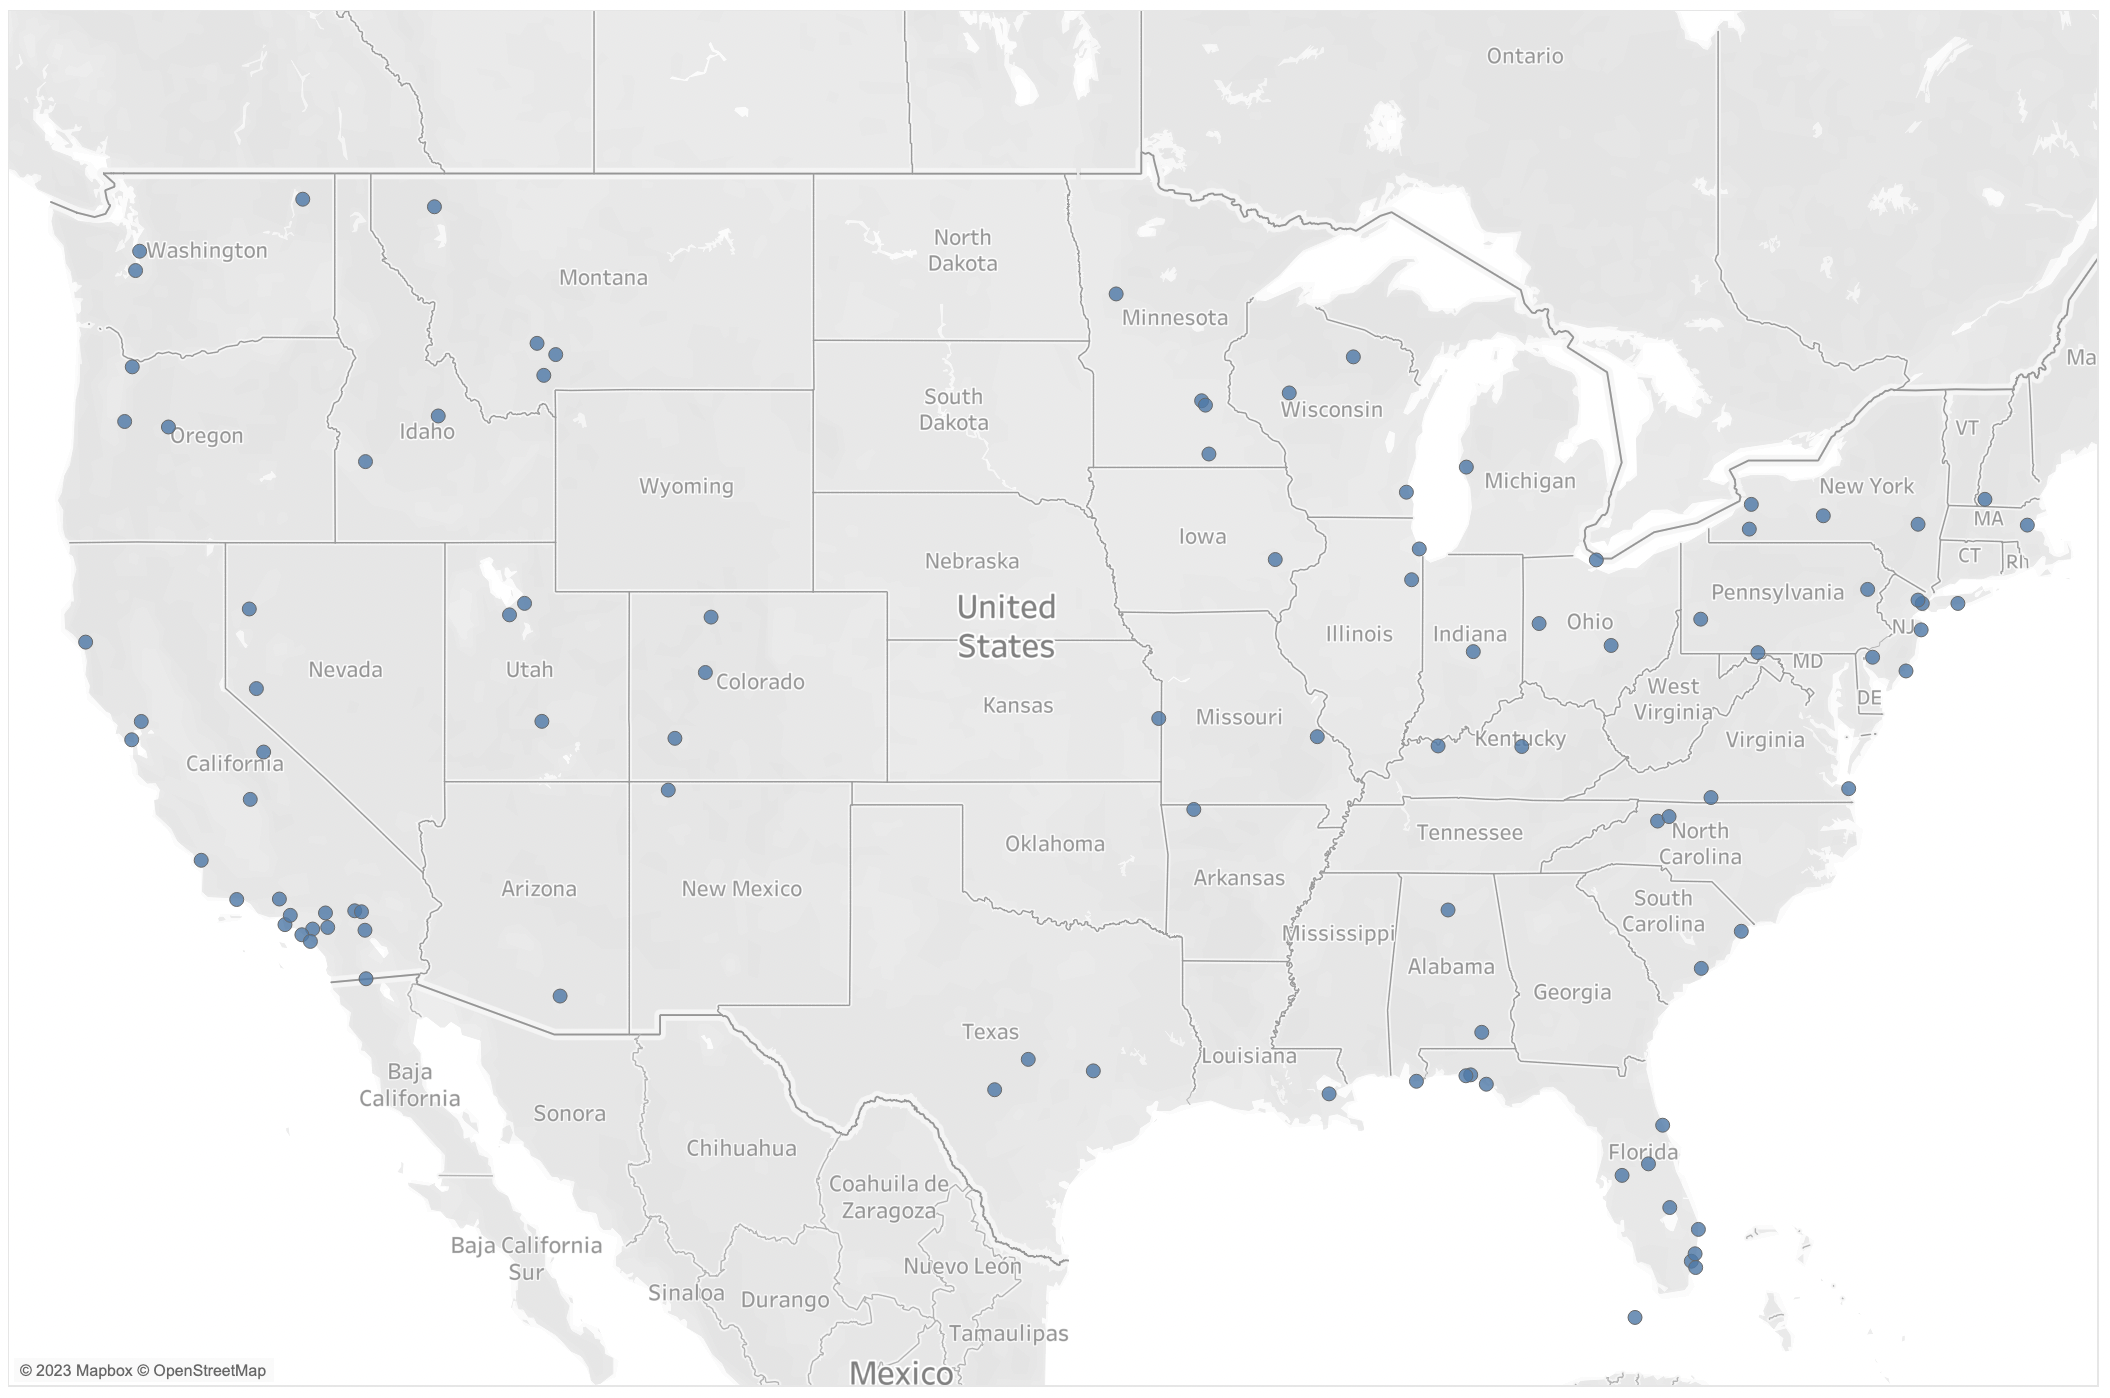 Ontario
Washington
North
Dakota
Montana
Minnesota
Ma
South
Dakota
Wisconsin
Oregon
Idaho
VT
Wyoming
Michigan
New York
MA
Iowa
CT
RI
Nebraska
Pennsylvania
United
States
Illinois
Indiana
Ohio
NJ
Nevada
Utah
Colorado
MD
Kansas
West
Virginia
DE
Missouri
Kentucky
Virginia
California
Tennessee
North
Carolina
Oklahoma
Arizona
New Mexico
Arkansas
South
Carolina
Mississippi
Alabama
Georgia
Texas
Louisiana
Baja
California
Sonora
Chihuahua
Florida
Coahuila de
Zaragoza
Baja California
Sur
Nuevo León
Sinaloa
Durango
Tamaulipas
Mexico
© 2023 Mapbox © OpenStreetMap